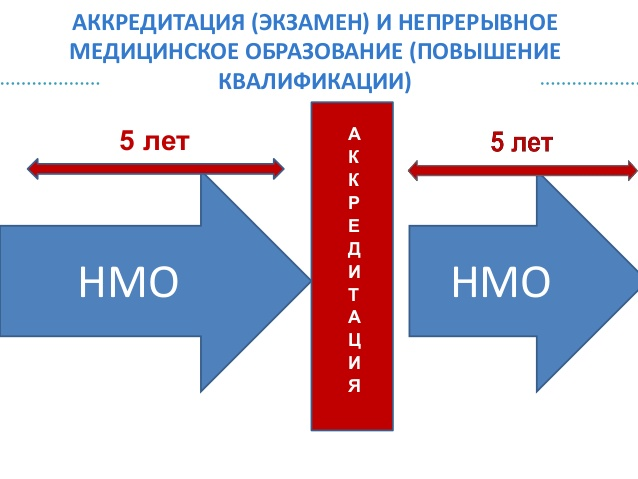 АККРЕДИТАЦИЯ (ЭКЗАМЕН) И НЕПРЕРЫВНОЕ
МЕДИЦИНСКОЕ ОБРАЗОВАНИЕ (ПОВЫШЕНИЕ
КВАЛИФИКАЦИИ)
5 лет
5 лет
НМО
А
К
К
Р
Е
Д
И
Т
А
Ц
И
Я
НМО